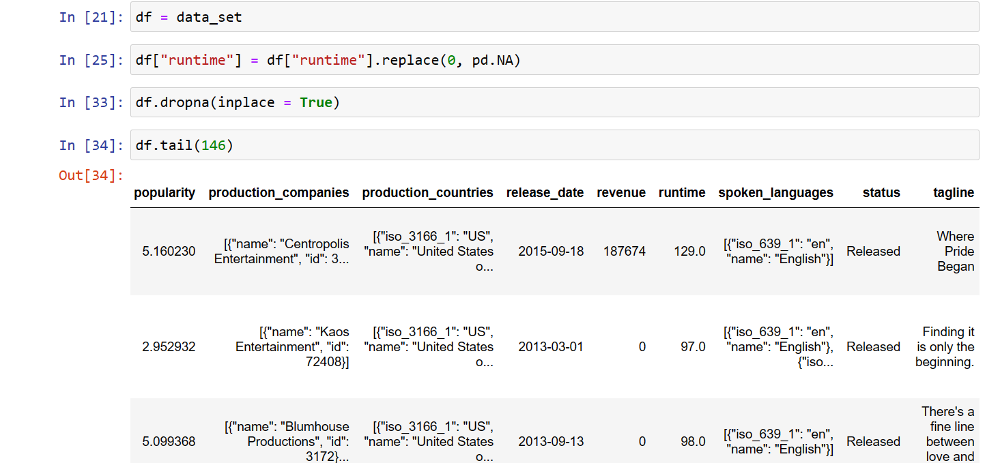 In [21]: df = data_set
In [25]: df["runtime"] = df["runtime"].replace(0, pd.NA)
In [33]: df.dropna(inplace = True)
In [34]: df.tail(146)
Out[34]:
popularity production_companies production_countries release_date revenue runtime spoken_languages status tagline
5.160230
[{"name": "Centropolis
Entertainment", "id": 3...
[{"iso_3166_1": "US",
"name": "United States
o...
2015-09-18
187674
129.0
[{"iso_639_1": "en",
"name": "English"}]
Released
Where
Pride
Began
2.952932
[{"name": "Kaos
Entertainment", "id":
72408}]
[{"iso_3166_1": "US",
"name": "United States
o...
2013-03-01
0
97.0
[{"iso_639_1": "en",
"name": "English"},
{"iso...
Released
Finding it
is only the
beginning.
5.099368
[{"name": "Blumhouse
Productions", "id":
3172}...
[{"iso_3166_1": "US",
"name": "United States
o...
2013-09-13
0
98.0
[{"iso_639_1": "en",
"name": "English"}]
Released
There's a
fine line
between
love and